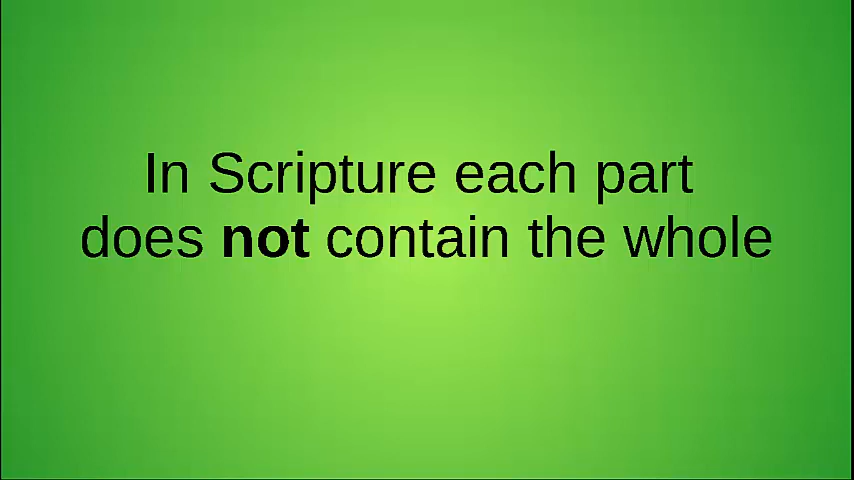 In Scripture each part
does not contain the whole